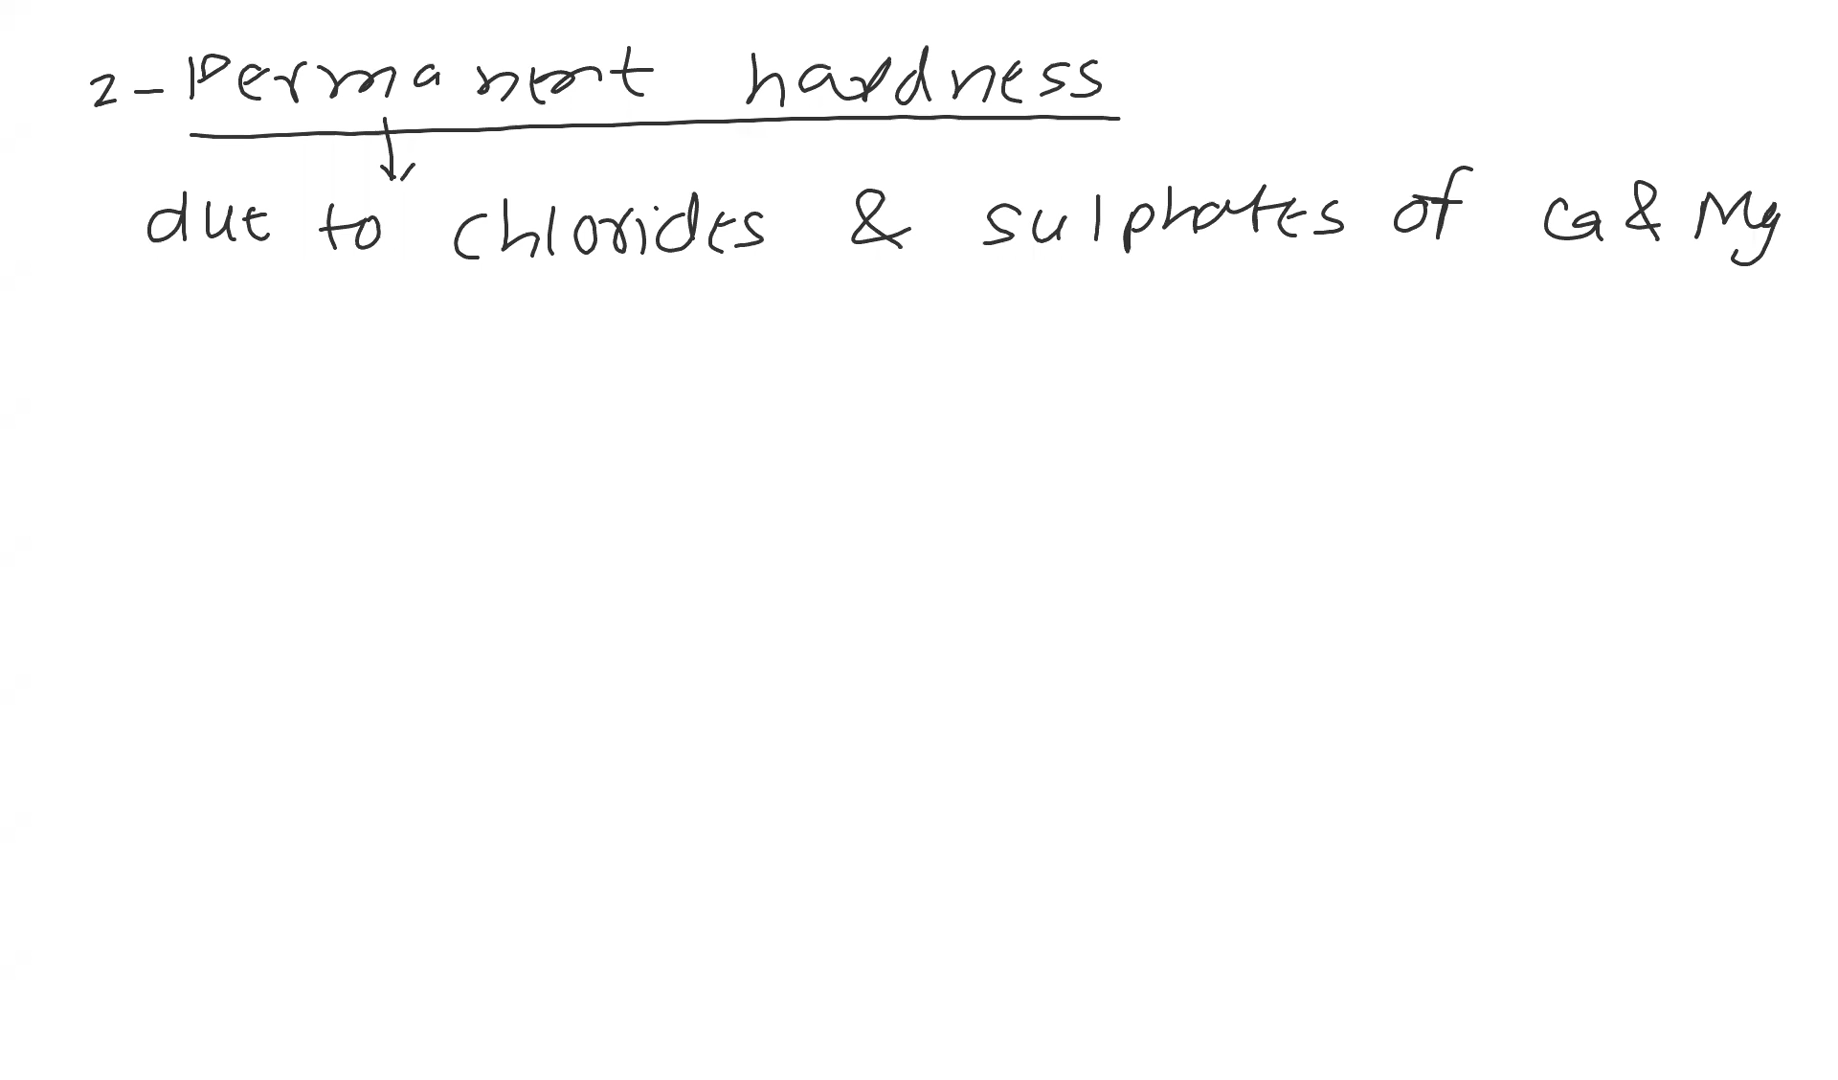 2- Permanent hardness
↓
due to chlorides & sulphates of Ca & Mg